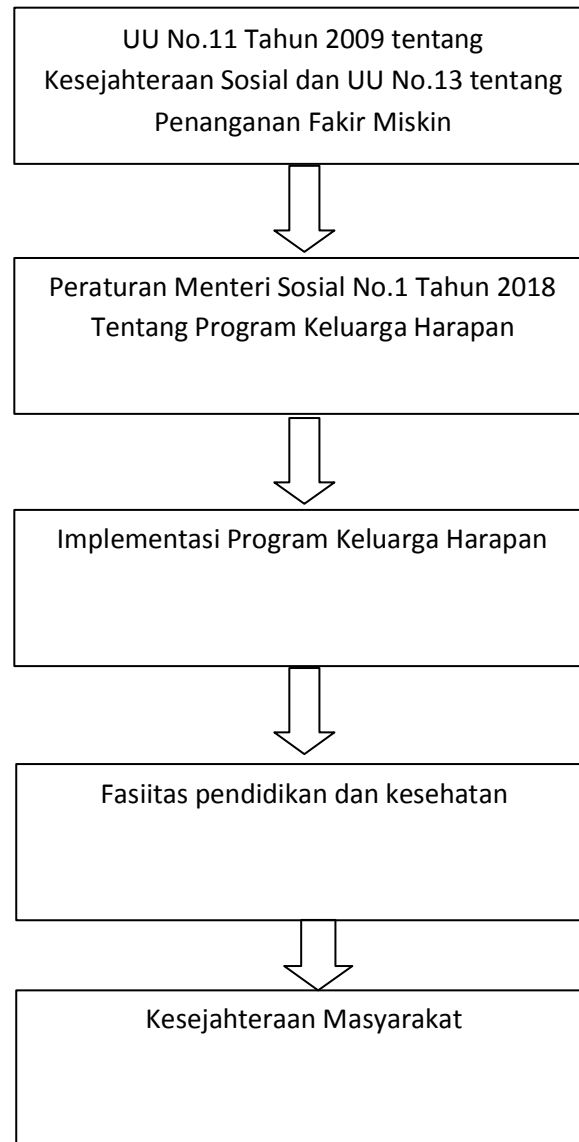 UU No.11 Tahun 2009 tentang
Kesejahteraan Sosial dan UU No.13 tentang
Penanganan Fakir Miskin
Peraturan Menteri Sosial No.1 Tahun 2018
Tentang Program Keluarga Harapan
Implementasi Program Keluarga Harapan
Fasiitas pendidikan dan kesehatan
Kesejahteraan Masyarakat